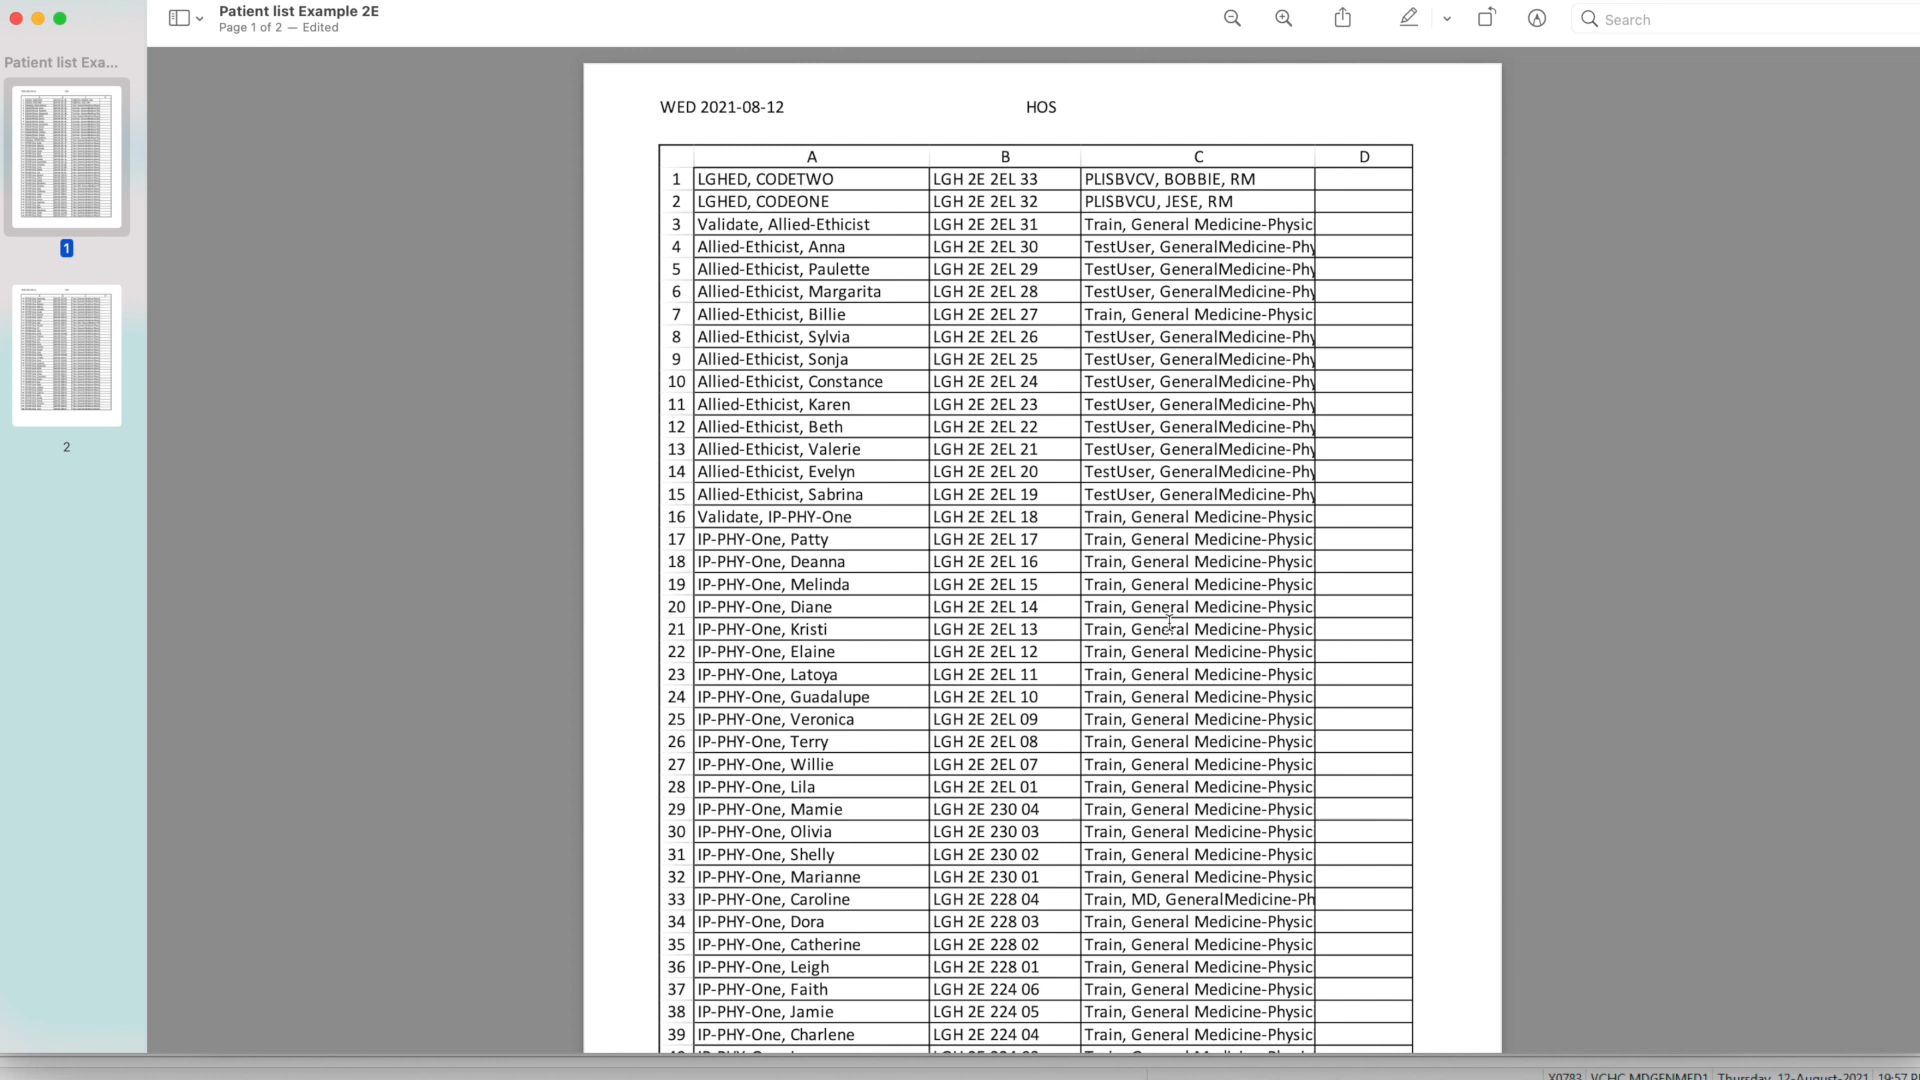 Patient list Example 2E
Page 1 of 2 — Edited
Search
Patient list Exa...
1
2
WED 2021-08-12 HOS
A B C D
1 LGHED, CODETWO LGH 2E 2EL 33 PLISBVCV, BOBBIE, RM
2 LGHED, CODEONE LGH 2E 2EL 32 PLISBVCU, JESE, RM
3 Validate, Allied-Ethicist LGH 2E 2EL 31 Train, General Medicine-Physic
4 Allied-Ethicist, Anna LGH 2E 2EL 30 TestUser, GeneralMedicine-Phy
5 Allied-Ethicist, Paulette LGH 2E 2EL 29 TestUser, GeneralMedicine-Phy
6 Allied-Ethicist, Margarita LGH 2E 2EL 28 TestUser, GeneralMedicine-Phy
7 Allied-Ethicist, Billie LGH 2E 2EL 27 Train, General Medicine-Physic
8 Allied-Ethicist, Sylvia LGH 2E 2EL 26 TestUser, GeneralMedicine-Phy
9 Allied-Ethicist, Sonja LGH 2E 2EL 25 TestUser, GeneralMedicine-Phy
10 Allied-Ethicist, Constance LGH 2E 2EL 24 TestUser, GeneralMedicine-Phy
11 Allied-Ethicist, Karen LGH 2E 2EL 23 TestUser, GeneralMedicine-Phy
12 Allied-Ethicist, Beth LGH 2E 2EL 22 TestUser, GeneralMedicine-Phy
13 Allied-Ethicist, Valerie LGH 2E 2EL 21 TestUser, GeneralMedicine-Phy
14 Allied-Ethicist, Evelyn LGH 2E 2EL 20 TestUser, GeneralMedicine-Phy
15 Allied-Ethicist, Sabrina LGH 2E 2EL 19 TestUser, GeneralMedicine-Phy
16 Validate, IP-PHY-One LGH 2E 2EL 18 Train, General Medicine-Physic
17 IP-PHY-One, Patty LGH 2E 2EL 17 Train, General Medicine-Physic
18 IP-PHY-One, Deanna LGH 2E 2EL 16 Train, General Medicine-Physic
19 IP-PHY-One, Melinda LGH 2E 2EL 15 Train, General Medicine-Physic
20 IP-PHY-One, Diane LGH 2E 2EL 14 Train, General Medicine-Physic
21 IP-PHY-One, Kristi LGH 2E 2EL 13 Train, General Medicine-Physic
22 IP-PHY-One, Elaine LGH 2E 2EL 12 Train, General Medicine-Physic
23 IP-PHY-One, Latoya LGH 2E 2EL 11 Train, General Medicine-Physic
24 IP-PHY-One, Guadalupe LGH 2E 2EL 10 Train, General Medicine-Physic
25 IP-PHY-One, Veronica LGH 2E 2EL 09 Train, General Medicine-Physic
26 IP-PHY-One, Terry LGH 2E 2EL 08 Train, General Medicine-Physic
27 IP-PHY-One, Willie LGH 2E 2EL 07 Train, General Medicine-Physic
28 IP-PHY-One, Lila LGH 2E 2EL 01 Train, General Medicine-Physic
29 IP-PHY-One, Mamie LGH 2E 230 04 Train, General Medicine-Physic
30 IP-PHY-One, Olivia LGH 2E 230 03 Train, General Medicine-Physic
31 IP-PHY-One, Shelly LGH 2E 230 02 Train, General Medicine-Physic
32 IP-PHY-One, Marianne LGH 2E 230 01 Train, General Medicine-Physic
33 IP-PHY-One, Caroline LGH 2E 228 04 Train, MD, GeneralMedicine-Ph
34 IP-PHY-One, Dora LGH 2E 228 03 Train, General Medicine-Physic
35 IP-PHY-One, Catherine LGH 2E 228 02 Train, General Medicine-Physic
36 IP-PHY-One, Leigh LGH 2E 228 01 Train, General Medicine-Physic
37 IP-PHY-One, Faith LGH 2E 224 06 Train, General Medicine-Physic
38 IP-PHY-One, Jamie LGH 2E 224 05 Train, General Medicine-Physic
39 IP-PHY-One, Charlene LGH 2E 224 04 Train, General Medicine-Physic
X0783 VCHC MDGENMED1 Thursday, 12-August-2021 19:57